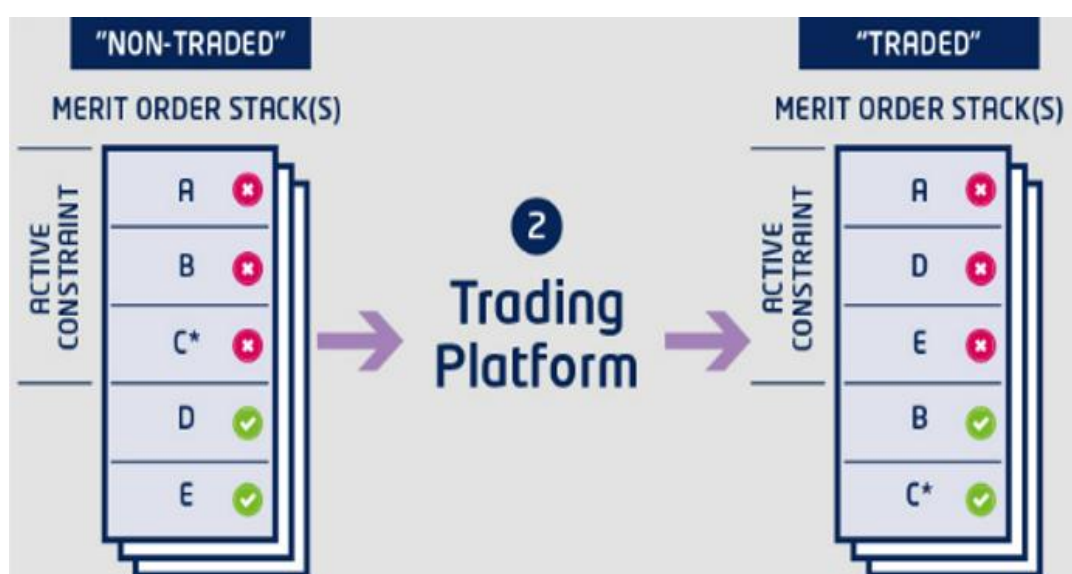 "NON-TRADED"
MERIT ORDER STACK(S)
ACTIVE
CONSTRAINT
A
B
C*
D
E
2
Trading
Platform
"TRADED"
MERIT ORDER STACK(S)
ACTIVE
CONSTRAINT
A
D
E
B
C*